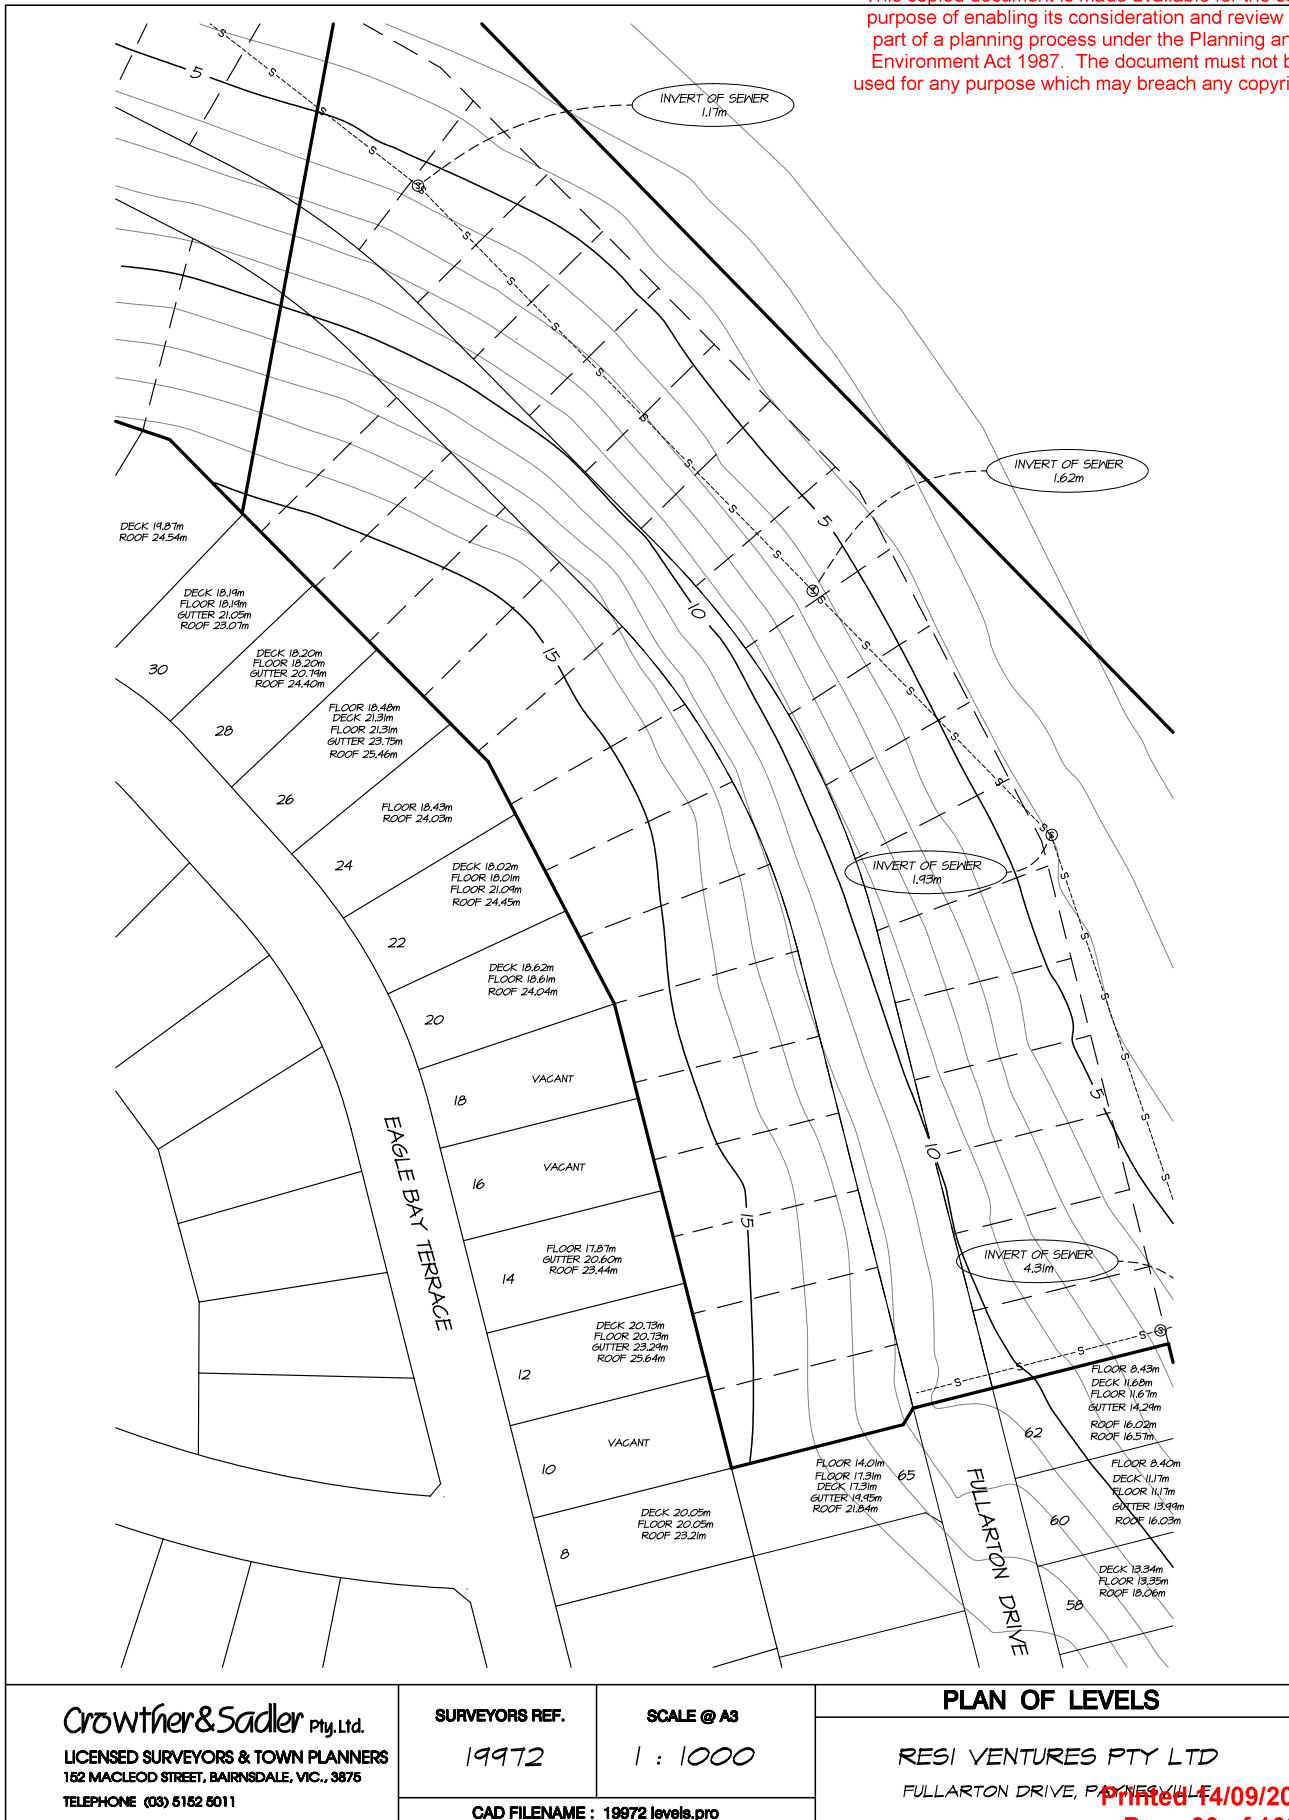 This copied document is made available for the so
purpose of enabling its consideration and review
part of a planning process under the Planning an
Environment Act 1987. The document must not b
used for any purpose which may breach any copyri
INVERT OF SEWER
1.17m
5
INVERT OF SEWER
1.62m
5
10
15
DECK 19.87m
ROOF 24.54m
DECK 18.19m
FLOOR 18.19m
GUTTER 21.05m
ROOF 23.07m
30
DECK 18.20m
FLOOR 18.20m
GUTTER 20.79m
ROOF 24.40m
28
FLOOR 18.48m
DECK 21.31m
FLOOR 21.31m
GUTTER 23.75m
ROOF 25.46m
26
FLOOR 18.43m
ROOF 24.03m
24
DECK 18.02m
FLOOR 18.01m
FLOOR 21.09m
ROOF 24.45m
22
INVERT OF SEWER
1.93m
DECK 18.62m
FLOOR 18.61m
ROOF 24.04m
20
VACANT
18
5
VACANT
16
10
15
EAGLE BAY TERRACE
FLOOR 17.87m
GUTTER 20.60m
ROOF 23.44m
14
INVERT OF SEWER
4.31m
DECK 20.73m
FLOOR 20.73m
GUTTER 23.29m
ROOF 25.64m
12
FLOOR 8.43m
DECK 11.68m
FLOOR 11.67m
GUTTER 14.29m
ROOF 16.02m
ROOF 16.57m
62
VACANT
10
FLOOR 14.01m
FLOOR 17.31m
DECK 17.31m
GUTTER 19.95m
ROOF 21.84m
65
FLOOR 8.40m
DECK 11.17m
FLOOR 11.17m
GUTTER 13.99m
ROOF 16.03m
60
DECK 20.05m
FLOOR 20.05m
ROOF 23.21m
8
FULLARTON DRIVE
DECK 13.34m
FLOOR 13.35m
ROOF 18.06m
58
Crowther&Sadler Pty.Ltd.
LICENSED SURVEYORS & TOWN PLANNERS
152 MACLEOD STREET, BAIRNSDALE, VIC., 3875
TELEPHONE (03) 5152 5011
SURVEYORS REF.
19972
SCALE @ A3
1 : 1000
CAD FILENAME : 19972 levels.pro
PLAN OF LEVELS
RESI VENTURES PTY LTD
FULLARTON DRIVE, PAYNESVILLE
Printed 14/09/20